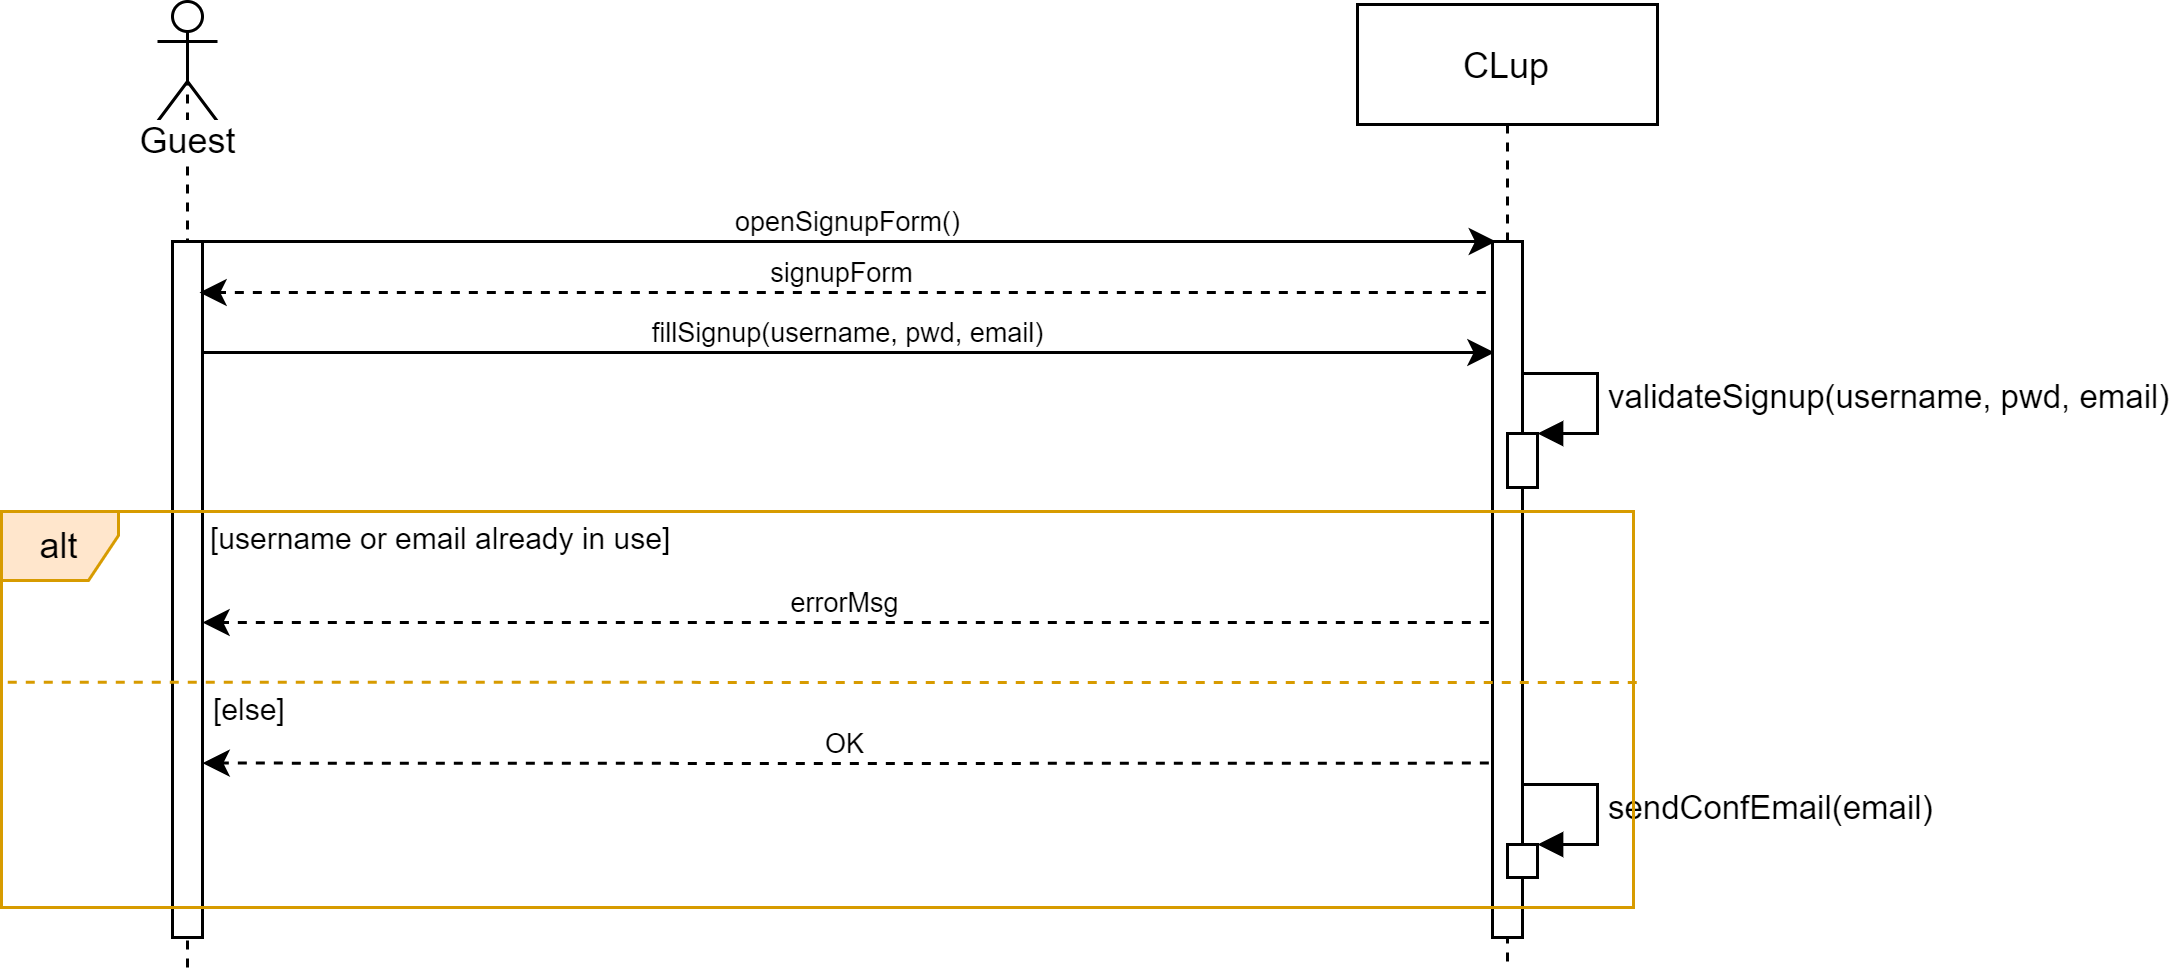 Guest
CLup
openSignupForm()
signupForm
fillSignup(username, pwd, email)
validateSignup(username, pwd, email)
alt
[username or email already in use]
errorMsg
[else]
OK
sendConfEmail(email)